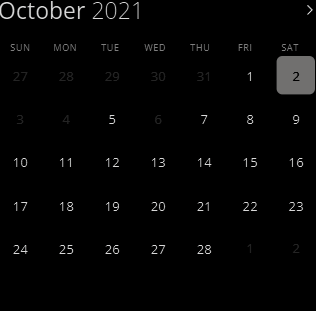 October 2021
SUN MON TUE WED THU FRI SAT
27 28 29 30 31 1 2
3 4 5 6 7 8 9
10 11 12 13 14 15 16
17 18 19 20 21 22 23
24 25 26 27 28 1 2